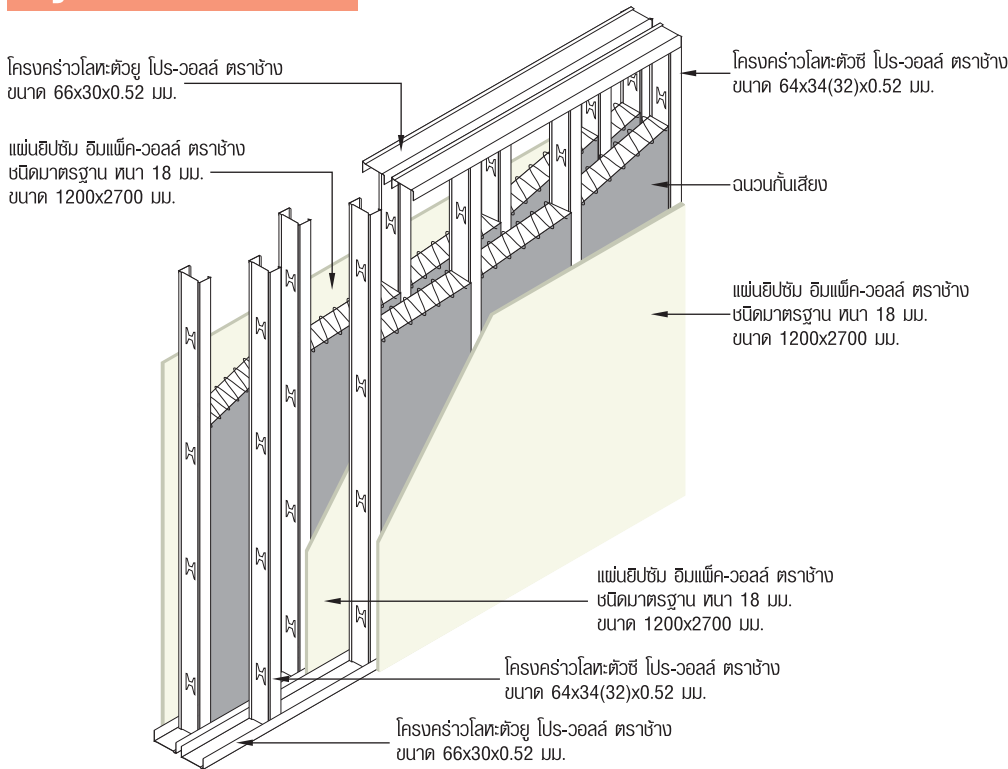 โครงคร่าวโลหะตัวยู โปร-วอลล์ ตราช้าง
ขนาด 66x30x0.52 มม.
โครงคร่าวโลหะตัวซี โปร-วอลล์ ตราช้าง
ขนาด 64x34(32)x0.52 มม.
แผ่นยิปซัม อิมแพ็ค-วอลล์ ตราช้าง
ชนิดมาตรฐาน หนา 18 มม.
ขนาด 1200x2700 มม.
ฉนวนกั้นเสียง
แผ่นยิปซัม อิมแพ็ค-วอลล์ ตราช้าง
ชนิดมาตรฐาน หนา 18 มม.
ขนาด 1200x2700 มม.
แผ่นยิปซัม อิมแพ็ค-วอลล์ ตราช้าง
ชนิดมาตรฐาน หนา 18 มม.
ขนาด 1200x2700 มม.
โครงคร่าวโลหะตัวซี โปร-วอลล์ ตราช้าง
ขนาด 64x34(32)x0.52 มม.
โครงคร่าวโลหะตัวยู โปร-วอลล์ ตราช้าง
ขนาด 66x30x0.52 มม.